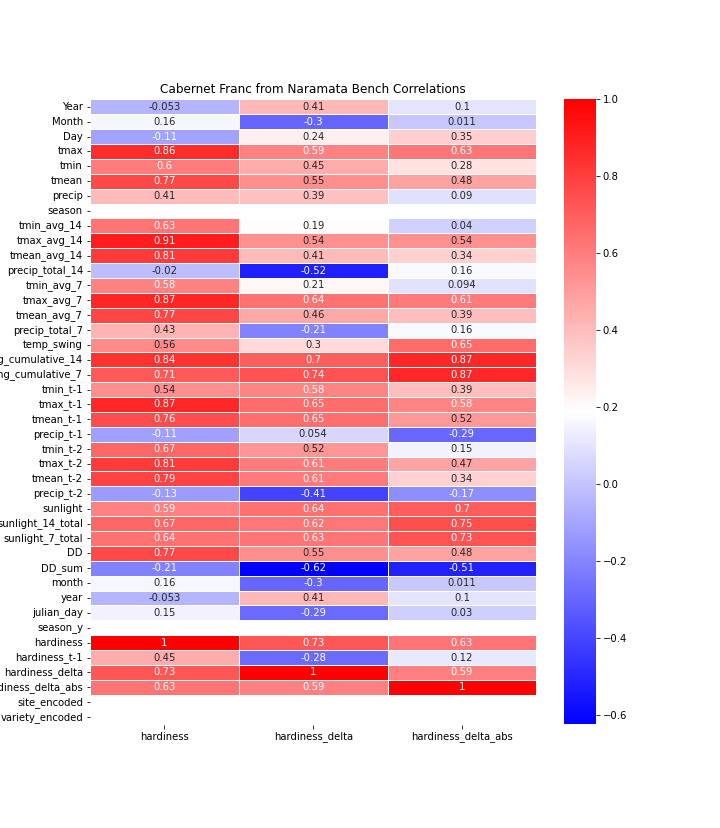 Cabernet Franc from Naramata Bench Correlations
Year -0.053 0.41 0.1
Month 0.16 -0.3 0.011
Day -0.11 0.24 0.35
tmax 0.86 0.59 0.63
tmin 0.6 0.45 0.28
tmean 0.77 0.55 0.48
precip 0.41 0.39 0.09
season
tmin_avg_14 0.63 0.19 0.04
tmax_avg_14 0.91 0.54 0.54
tmean_avg_14 0.81 0.41 0.34
precip_total_14 -0.02 -0.52 0.16
tmin_avg_7 0.58 0.21 0.094
tmax_avg_7 0.87 0.64 0.61
tmean_avg_7 0.77 0.46 0.39
precip_total_7 0.43 -0.21 0.16
temp_swing 0.56 0.3 0.65
g_cumulative_14 0.84 0.7 0.87
ng_cumulative_7 0.71 0.74 0.87
tmin_t-1 0.54 0.58 0.39
tmax_t-1 0.87 0.65 0.58
tmean_t-1 0.76 0.65 0.52
precip_t-1 -0.11 0.054 -0.29
tmin_t-2 0.67 0.52 0.15
tmax_t-2 0.81 0.61 0.47
tmean_t-2 0.79 0.61 0.34
precip_t-2 -0.13 -0.41 -0.17
sunlight 0.59 0.64 0.7
sunlight_14_total 0.67 0.62 0.75
sunlight_7_total 0.64 0.63 0.73
DD 0.77 0.55 0.48
DD_sum -0.21 -0.62 -0.51
month 0.16 -0.3 0.011
year -0.053 0.41 0.1
julian_day 0.15 -0.29 0.03
season_y
hardiness 1 0.73 0.63
hardiness_t-1 0.45 -0.28 0.12
hardiness_delta 0.73 1 0.59
diness_delta_abs 0.63 0.59 1
site_encoded
variety_encoded
hardiness hardiness_delta hardiness_delta_abs
1.0
0.8
0.6
0.4
0.2
0.0
−0.2
−0.4
−0.6